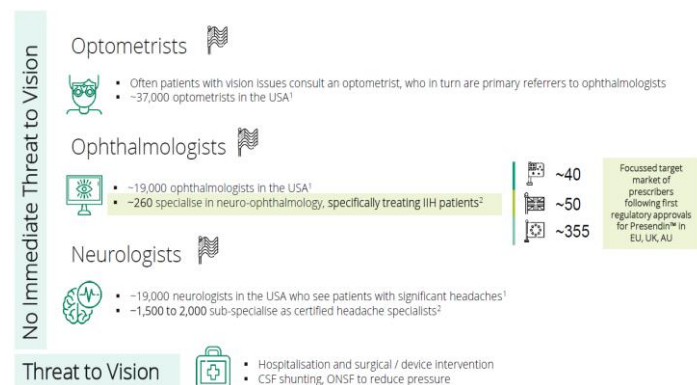 No Immediate Threat to Vision
Optometrists
▪ Often patients with vision issues consult an optometrist, who in turn are primary referrers to ophthalmologists
▪ ~37,000 optometrists in the USA¹
Ophthalmologists
▪ ~19,000 ophthalmologists in the USA¹
▪ ~260 specialise in neuro-ophthalmology, specifically treating IIH patients²
~40
~50
~355
Focussed target
market of
prescribers
following first
regulatory approvals
for Presendin™ in
EU, UK, AU
Neurologists
▪ ~19,000 neurologists in the USA who see patients with significant headaches¹
▪ ~1,500 to 2,000 sub-specialise as certified headache specialists²
Threat to Vision
▪ Hospitalisation and surgical / device intervention
▪ CSF shunting, ONSF to reduce pressure